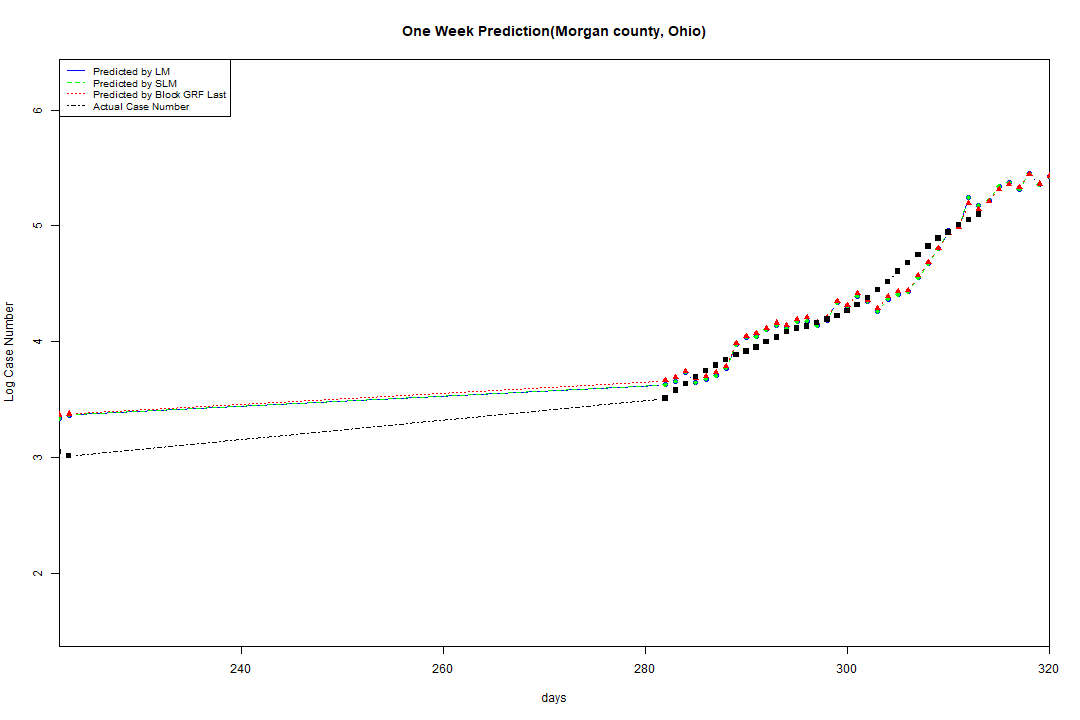 One Week Prediction(Morgan county, Ohio)
Predicted by LM
Predicted by SLM
Predicted by Block GRF Last
Actual Case Number
Log Case Number
6
5
4
3
2
240 260 280 300 320
days